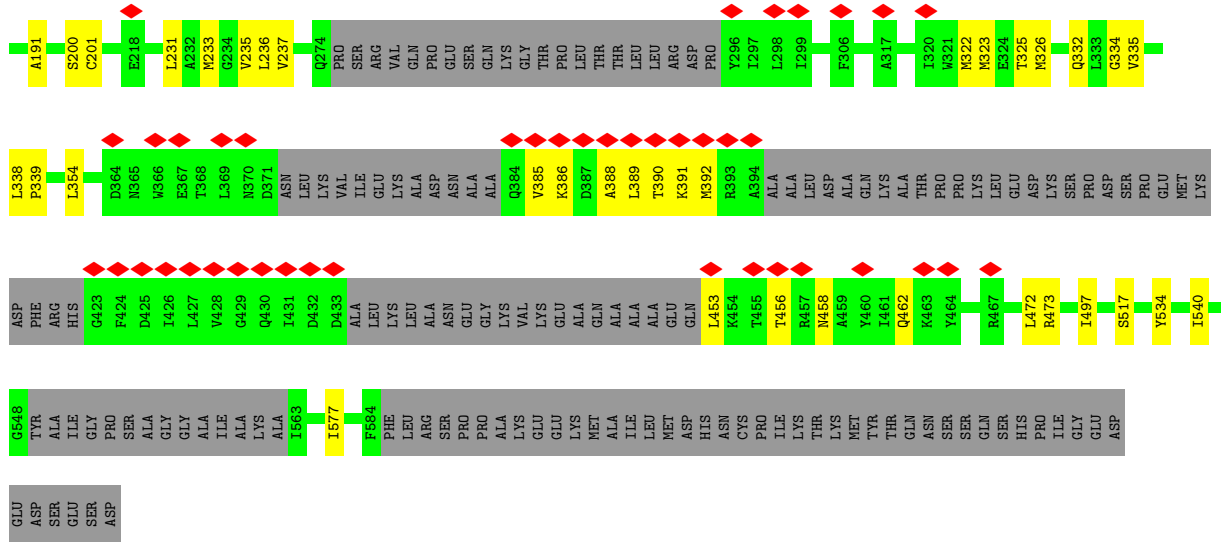 A191 S200 C201 E218 L231 A232 M233 G234 V235 L236 V237 Q274 PRO SER ARG VAL GLN PRO GLU SER GLN LYS GLY THR PRO LEU THR THR LEU LEU ARG ASP PRO Y296 I297 L298 I299 F306 A317 I320 W321 M322 M323 E324 T325 M326 Q332 L333 G334 V335
L338 P339 L354 D364 N365 W366 E367 T368 L369 N370 D371 ASN LEU LYS VAL ILE GLU LYS ALA ASP ASN ALA ALA Q384 V385 K386 D387 A388 L389 T390 K391 M392 R393 A394 ALA ALA LEU ASP ALA GLN LYS ALA THR PRO PRO LYS LEU GLU ASP LYS SER PRO ASP SER PRO GLU MET LYS
ASP PHE ARG HIS G423 F424 D425 I426 L427 V428 G429 Q430 I431 D432 D433 ALA LEU LYS LEU ALA ASN GLU GLY LYS VAL LYS GLU ALA GLN ALA ALA ALA GLU GLN L453 K454 T455 T456 R457 N458 A459 Y460 I461 Q462 K463 Y464 R467 L472 R473 I497 S517 Y534 I540
G548 TYR ALA ILE GLY PRO SER ALA GLY GLY ALA ILE ALA LYS ALA I563 I577 F584 PHE LEU ARG SER PRO PRO ALA LYS GLU GLU LYS MET ALA ILE LEU MET ASP HIS ASN CYS PRO ILE LYS THR LYS MET TYR THR GLN ASN SER SER GLN SER HIS PRO ILE GLY GLU ASP
GLU ASP SER GLU SER ASP